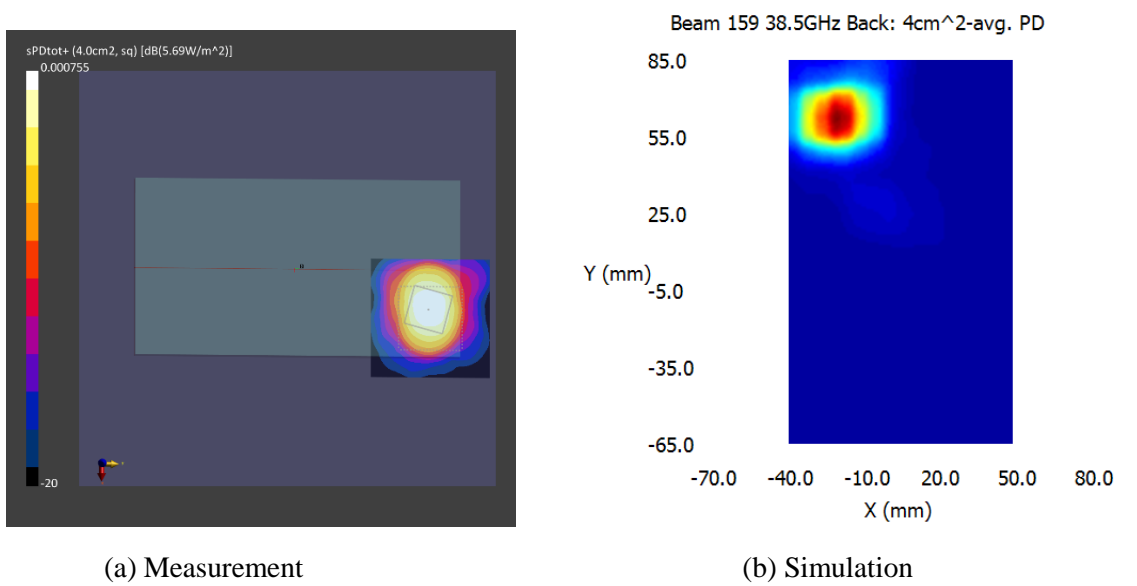 sPDtot+ (4.0cm2, sq) [dB(5.69W/m^2)]
0.000755
-20
Beam 159 38.5GHz Back: 4cm^2-avg. PD
85.0
55.0
25.0
Y (mm)
-5.0
-35.0
-65.0
-70.0 -40.0 -10.0 20.0 50.0 80.0
X (mm)
(a) Measurement
(b) Simulation